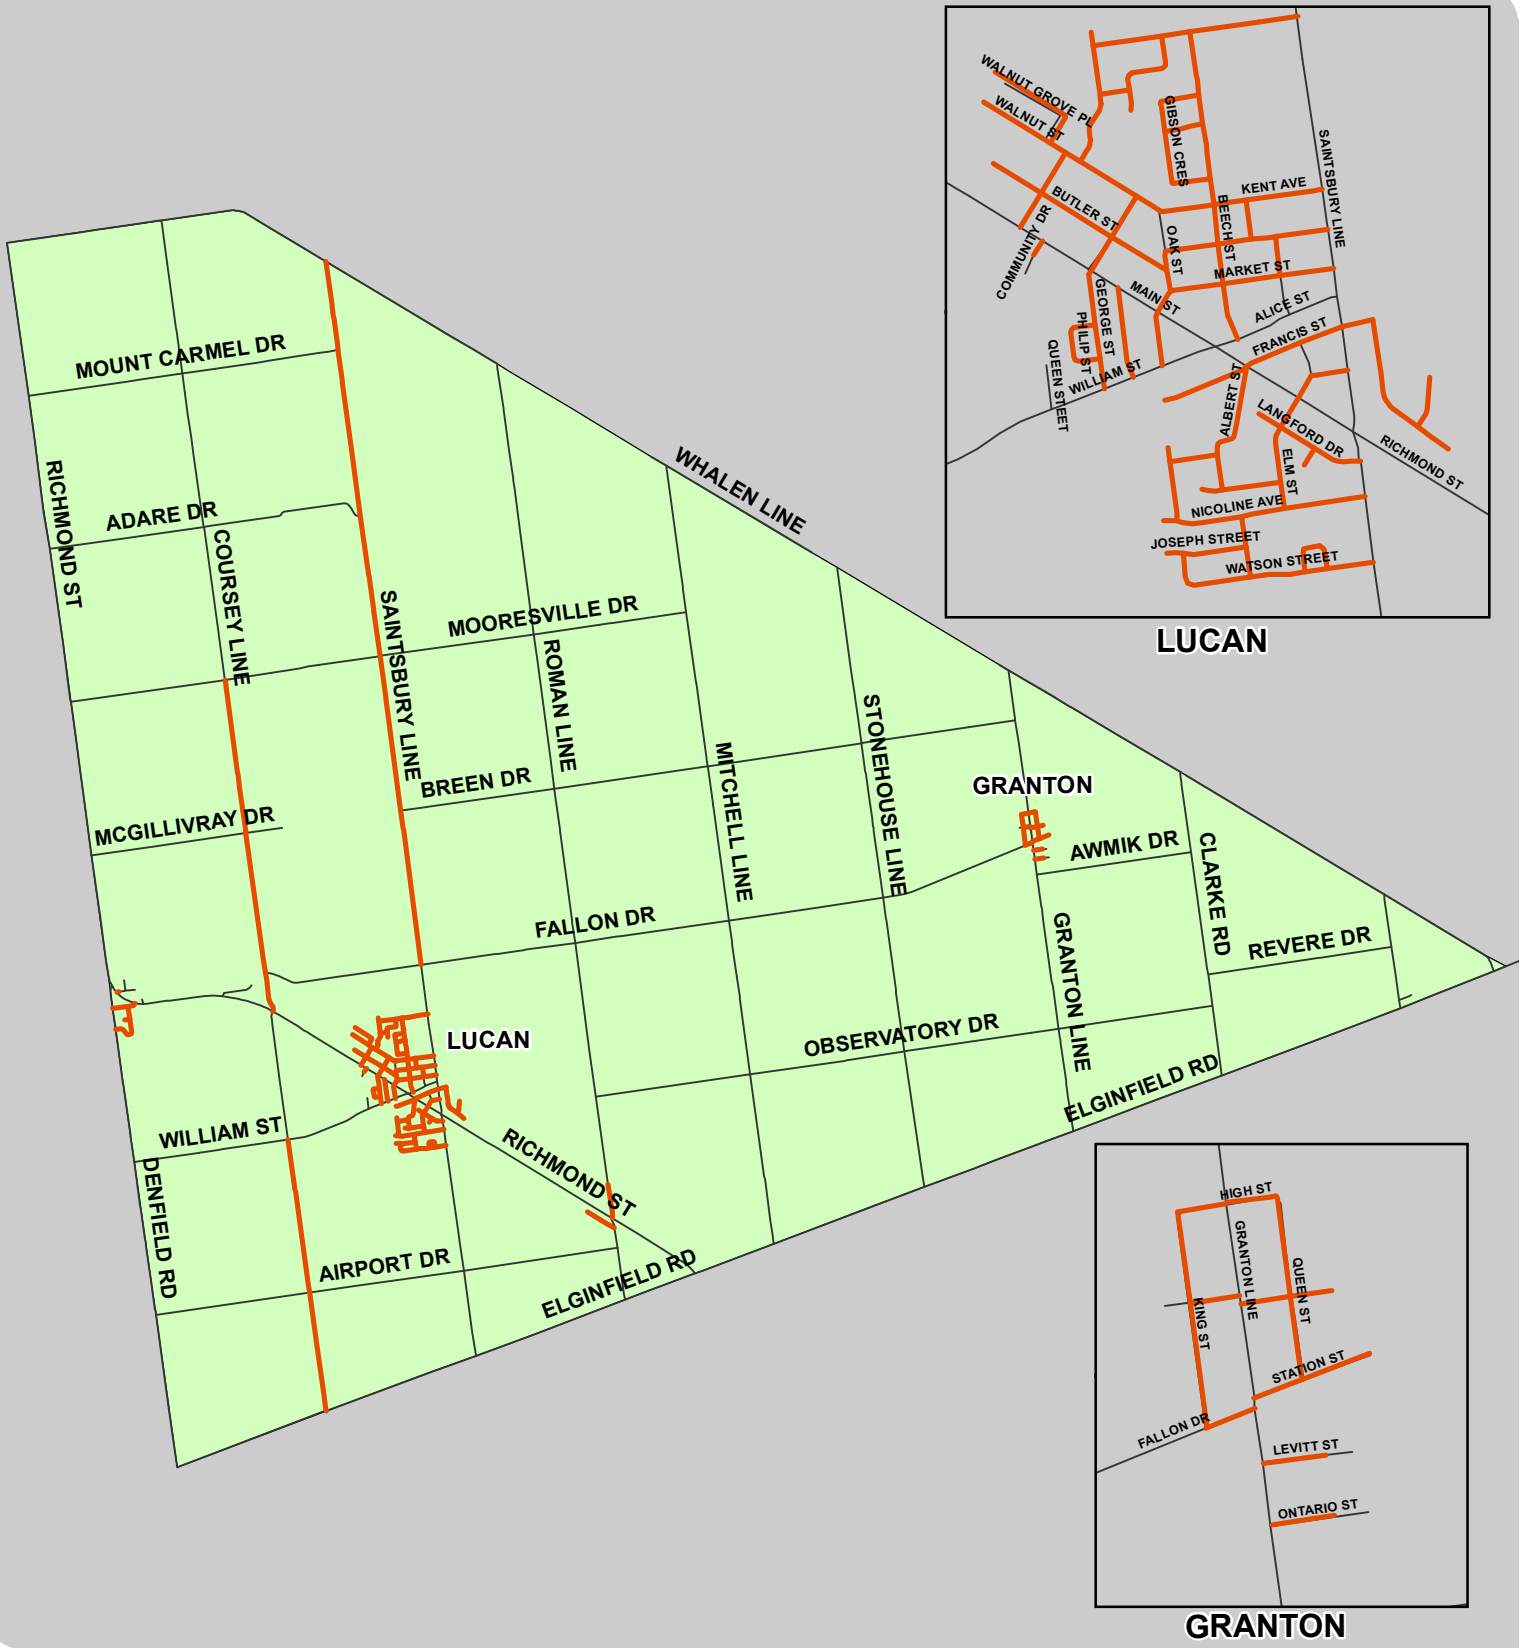 WALNUT GROVE PL
WALNUT ST
GIBSON CRES
SAINTSBURY LINE
KENT AVE
BUTLER ST
BEECH ST
COMMUNITY DR
OAK ST
MARKET ST
MAIN ST
GEORGE ST
ALICE ST
PHILIP ST
FRANCIS ST
QUEEN STEET
WILLIAM ST
ALBERT ST
LANGFORD DR
RICHMOND ST
ELM ST
NICOLINE AVE
JOSEPH STREET
WATSON STREET
LUCAN
MOUNT CARMEL DR
RICHMOND ST
ADARE DR
COURSEY LINE
WHALEN LINE
SAINTSBURY LINE
MOORESVILLE DR
ROMAN LINE
BREEN DR
MITCHELL LINE
STONEHOUSE LINE
GRANTON
MCGILLIVRAY DR
AWMIK DR
CLARKE RD
FALLON DR
GRANTON LINE
REVERE DR
LUCAN
OBSERVATORY DR
ELGINFIELD RD
WILLIAM ST
RICHMOND ST
DENFIELD RD
AIRPORT DR
ELGINFIELD RD
HIGH ST
GRANTON LINE
QUEEN ST
KING ST
STATION ST
FALLON DR
LEVITT ST
ONTARIO ST
GRANTON